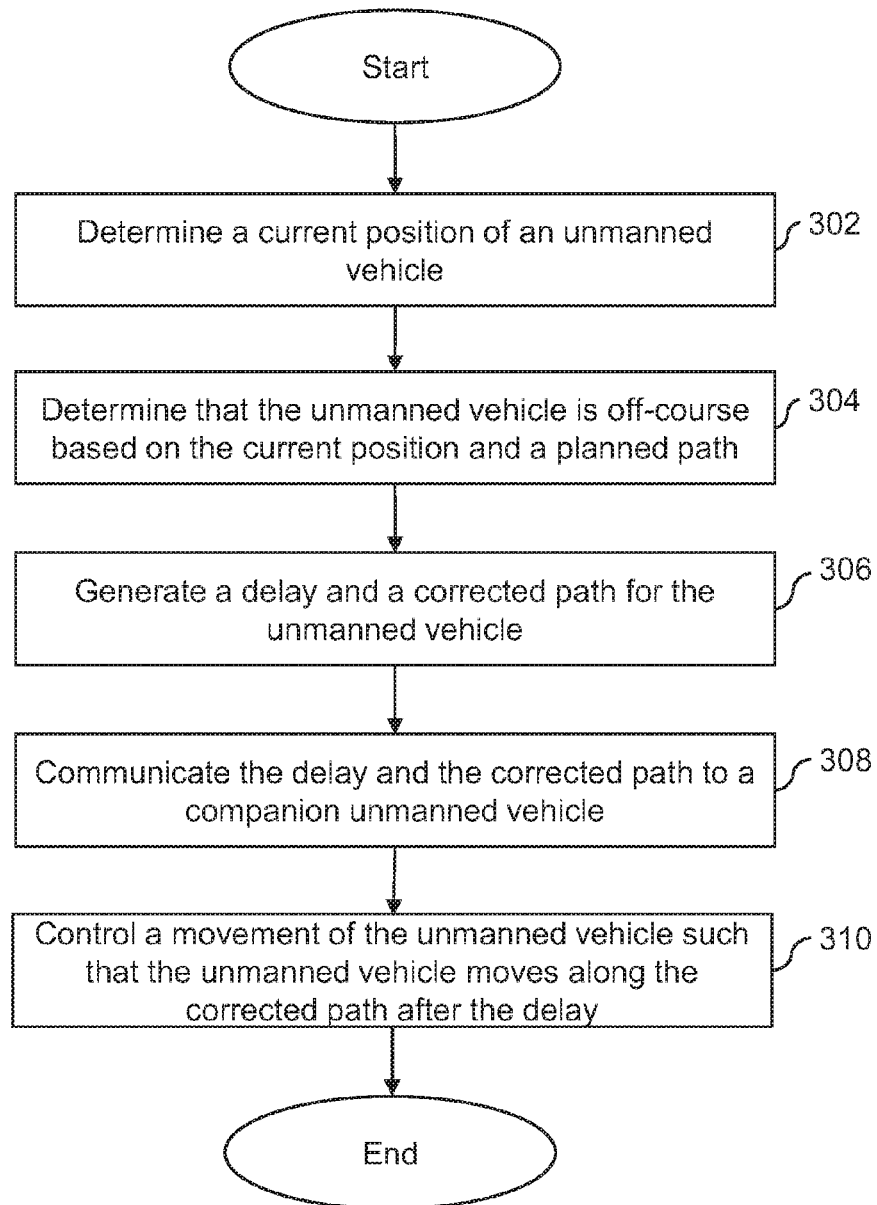 Start
Determine a current position of an unmanned
vehicle
302
Determine that the unmanned vehicle is off-course
based on the current position and a planned path
304
Generate a delay and a corrected path for the
unmanned vehicle
306
Communicate the delay and the corrected path to a
companion unmanned vehicle
308
Control a movement of the unmanned vehicle such
that the unmanned vehicle moves along the
corrected path after the delay
310
End